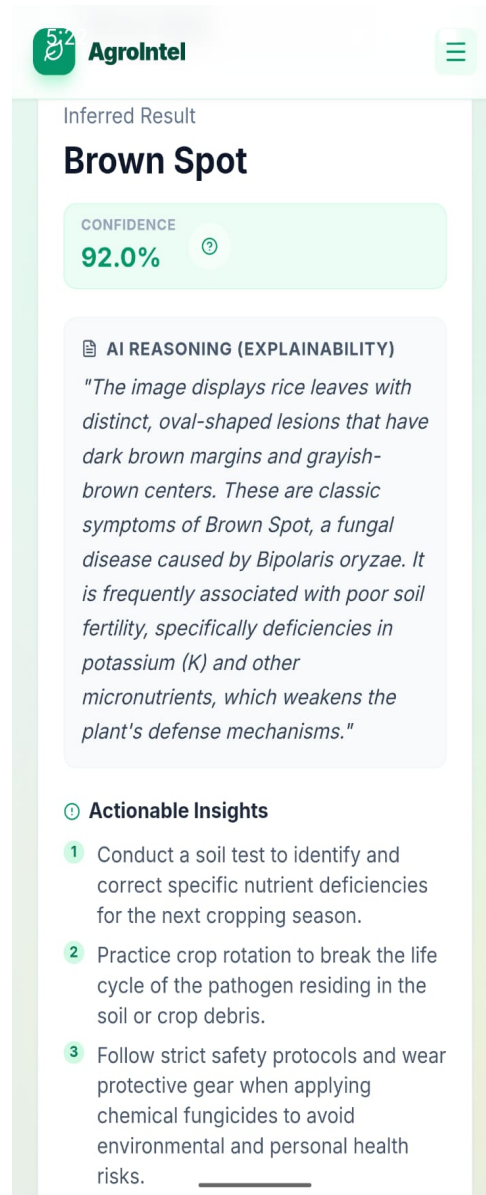 5:2
AgroIntel
Inferred Result
Brown Spot
CONFIDENCE
92.0%
AI REASONING (EXPLAINABILITY)
"The image displays rice leaves with
distinct, oval-shaped lesions that have
dark brown margins and grayish-
brown centers. These are classic
symptoms of Brown Spot, a fungal
disease caused by Bipolaris oryzae. It
is frequently associated with poor soil
fertility, specifically deficiencies in
potassium (K) and other
micronutrients, which weakens the
plant's defense mechanisms."
Actionable Insights
1 Conduct a soil test to identify and
correct specific nutrient deficiencies
for the next cropping season.
2 Practice crop rotation to break the life
cycle of the pathogen residing in the
soil or crop debris.
3 Follow strict safety protocols and wear
protective gear when applying
chemical fungicides to avoid
environmental and personal health
risks.